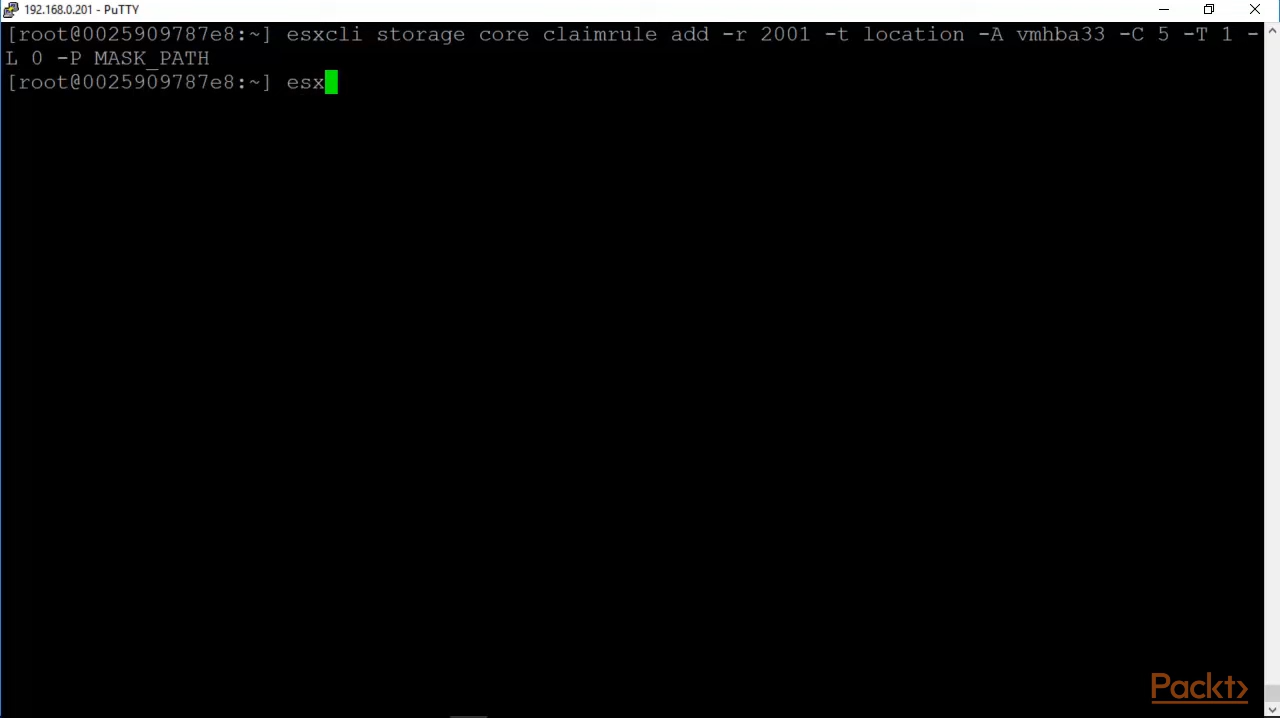 192.168.0.201 - PuTTY
[root@0025909787e8:~] esxcli storage core claimrule add -r 2001 -t location -A vmhba33 -C 5 -T 1 -
L 0 -P MASK_PATH
[root@0025909787e8:~] esx
Packt>